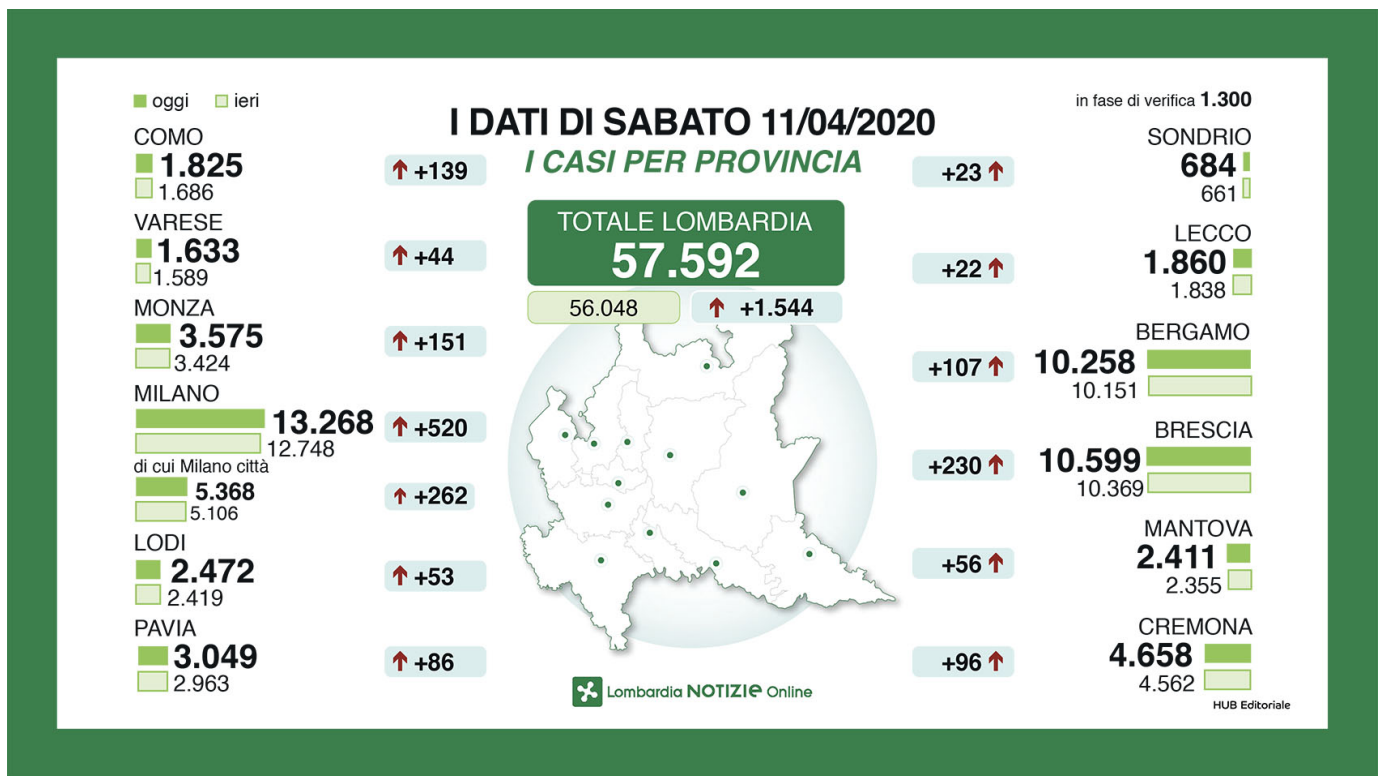 oggi ieri
I DATI DI SABATO 11/04/2020
I CASI PER PROVINCIA
in fase di verifica 1.300
TOTALE LOMBARDIA
57.592
56.048
+1.544
COMO
1.825
1.686
+139
VARESE
1.633
1.589
+44
MONZA
3.575
3.424
+151
MILANO
13.268
12.748
+520
di cui Milano città
5.368
5.106
+262
LODI
2.472
2.419
+53
PAVIA
3.049
2.963
+86
SONDRIO
684
661
+23
LECCO
1.860
1.838
+22
BERGAMO
10.258
10.151
+107
BRESCIA
10.599
10.369
+230
MANTOVA
2.411
2.355
+56
CREMONA
4.658
4.562
+96
Lombardia NOTIZIe Online
HUB Editoriale